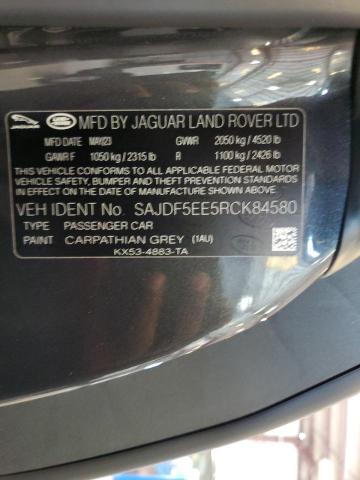 JAGUAR
MFD BY JAGUAR LAND ROVER LTD
MFD DATE MAY/23 GVWR 2050 kg / 4520 lb
GAWR F 1050 kg / 2315 lb R 1100 kg / 2426 lb
THIS VEHICLE CONFORMS TO ALL APPLICABLE FEDERAL MOTOR
VEHICLE SAFETY, BUMPER AND THEFT PREVENTION STANDARDS IN
EFFECT ON THE DATE OF MANUFACTURE SHOWN ABOVE.
VEH IDENT No. SAJDF5EE5RCK84580
TYPE PASSENGER CAR
PAINT CARPATHIAN GREY (1AU)
KX53-4883-TA